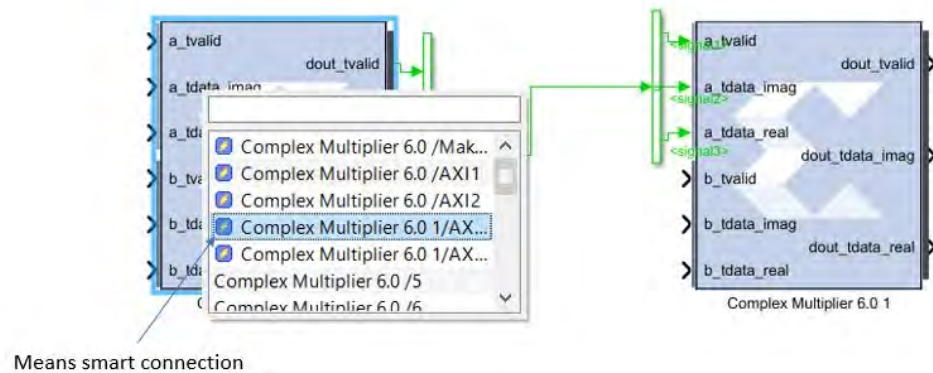 a_tvalid
dout_tvalid
a_tdata_imag
a_tda
b_tva
b_tda
b_tda
C
Complex Multiplier 6.0 /Mak...
Complex Multiplier 6.0 /AXI1
Complex Multiplier 6.0 /AXI2
Complex Multiplier 6.0 1/AX...
Complex Multiplier 6.0 1/AX...
Complex Multiplier 6.0 /5
Complex Multiplier 6.0 /6
<signal1>
<signal2>
<signal3>
a_tvalid
dout_tvalid
a_tdata_imag
a_tdata_real
dout_tdata_imag
b_tvalid
b_tdata_imag
dout_tdata_real
b_tdata_real
Complex Multiplier 6.0 1
Means smart connection